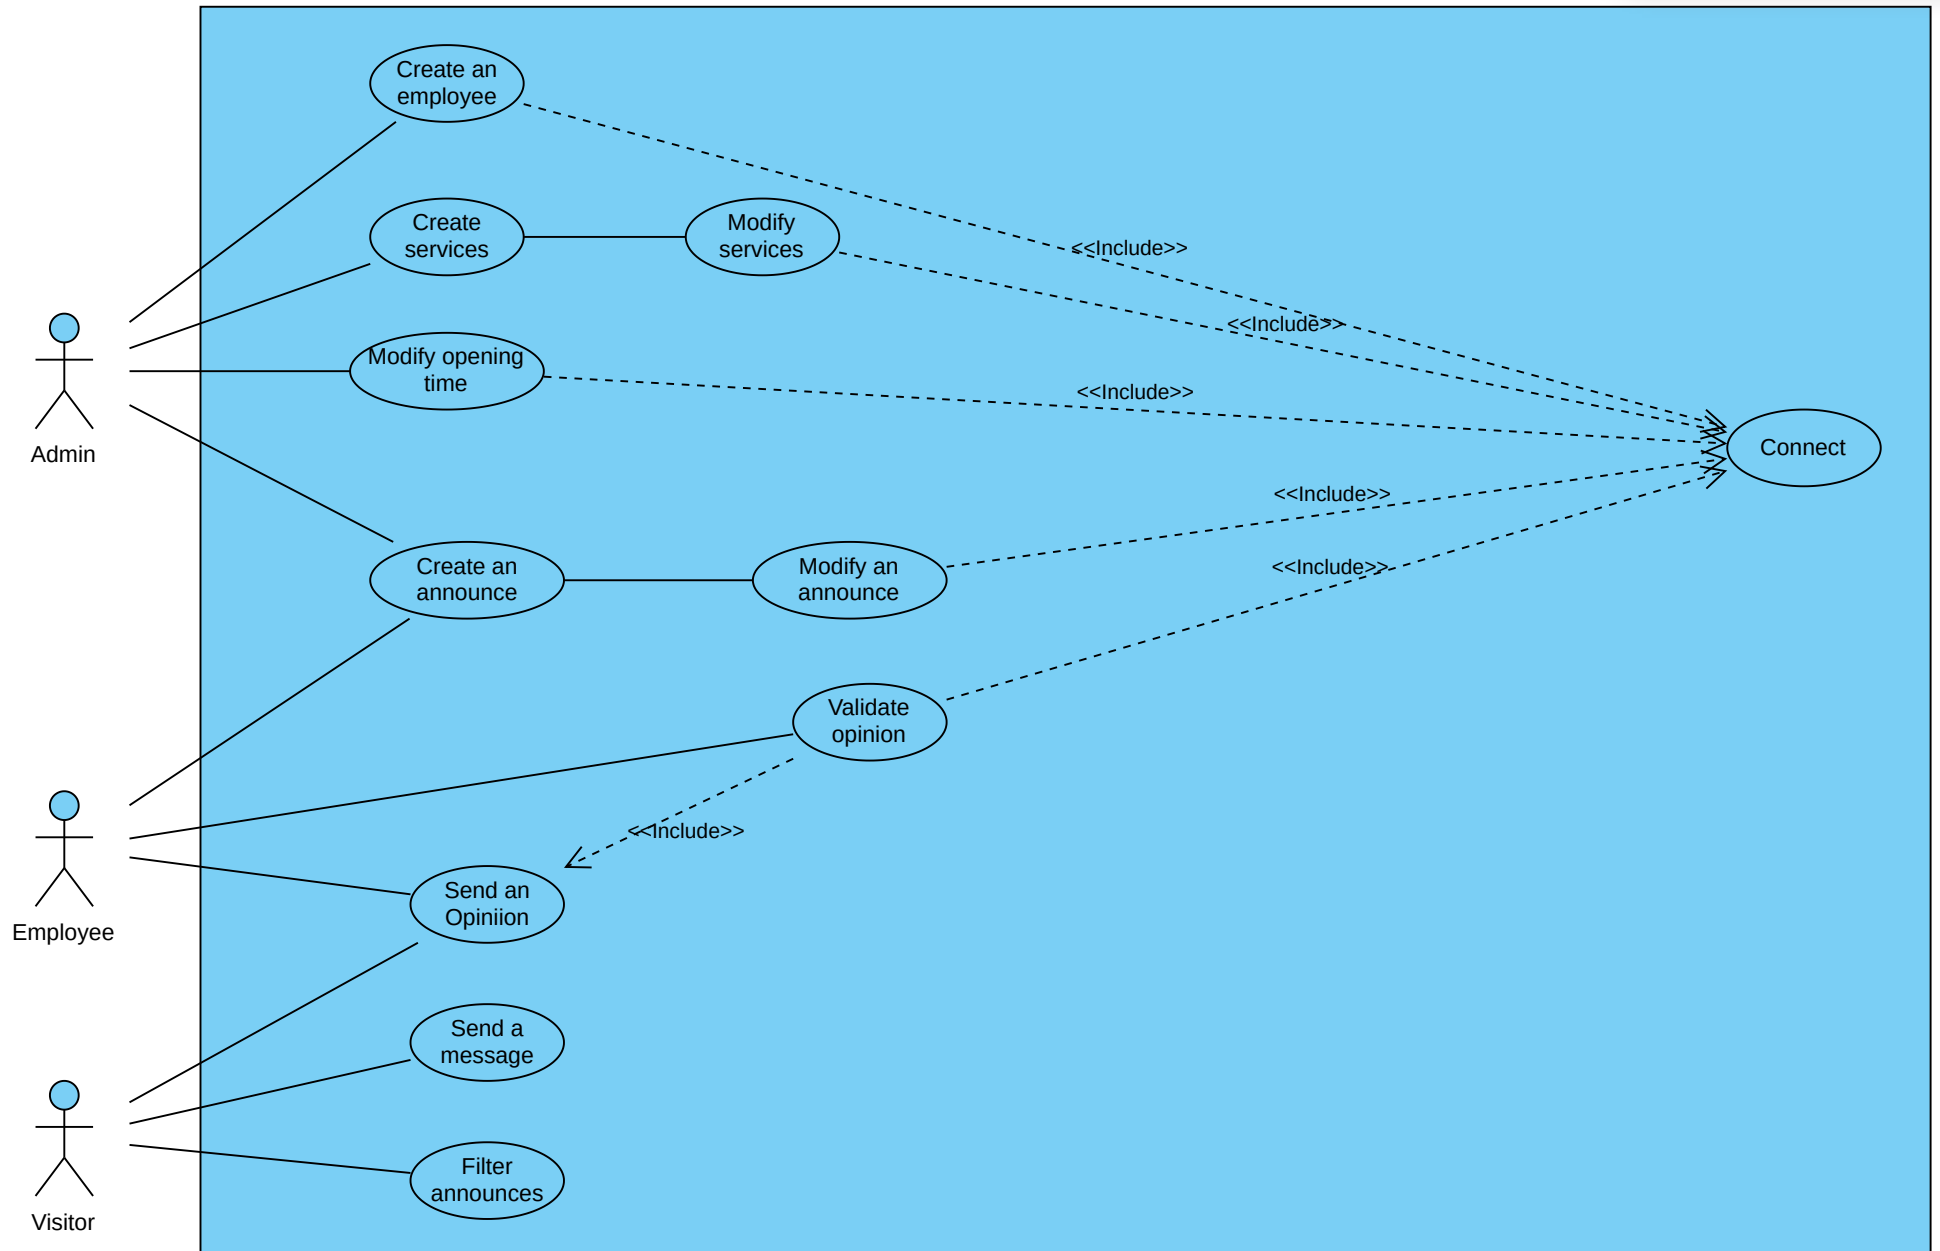 Create an
employee
Create
services
Modify
services
<<Include>>
<<Include>>
Modify opening
time
<<Include>>
Admin
Connect
<<Include>>
Create an
announce
Modify an
announce
<<Include>>
Validate
opinion
<<Include>>
Employee
Send an
Opiniion
Send a
message
Filter
announces
Visitor